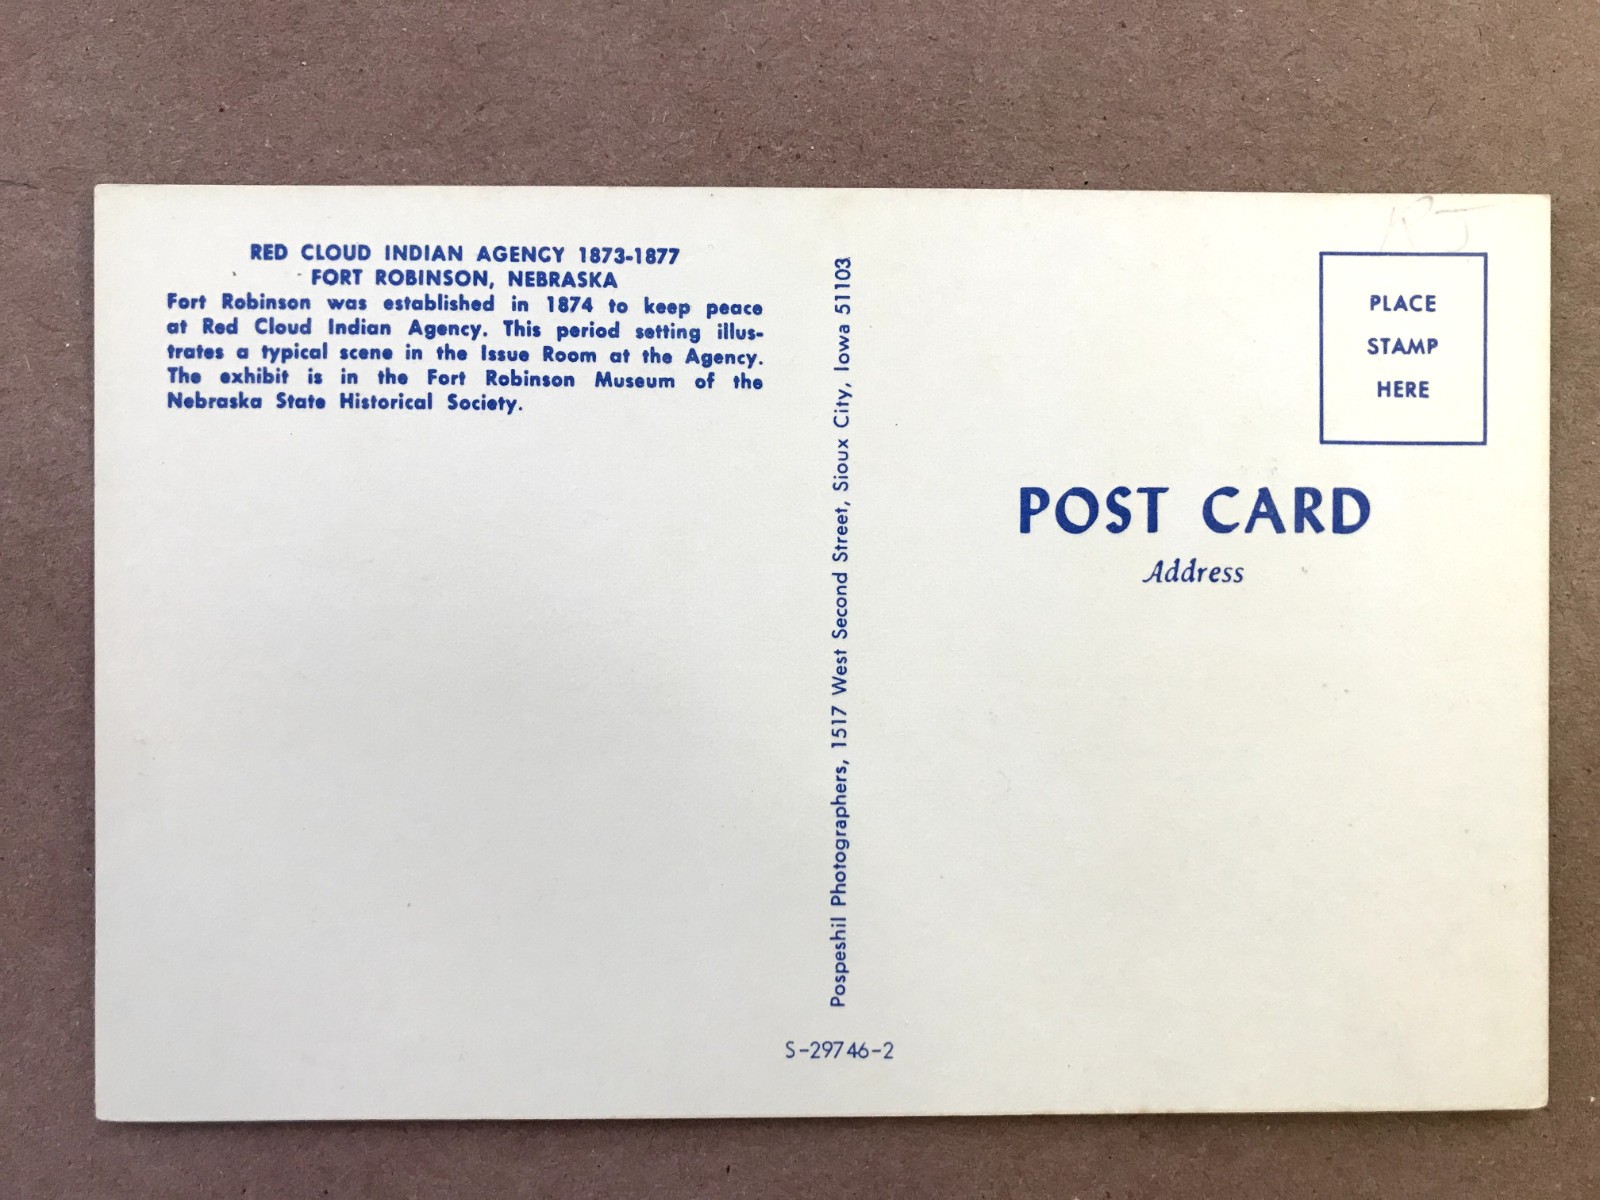 RED CLOUD INDIAN AGENCY 1873-1877
FORT ROBINSON, NEBRASKA
Fort Robinson was established in 1874 to keep peace
at Red Cloud Indian Agency. This period setting illus-
trates a typical scene in the Issue Room at the Agency.
The exhibit is in the Fort Robinson Museum of the
Nebraska State Historical Society.
Pospeshil Photographers, 1517 West Second Street, Sioux City, Iowa 51103
S-29746-2
PLACE
STAMP
HERE
POST CARD
Address